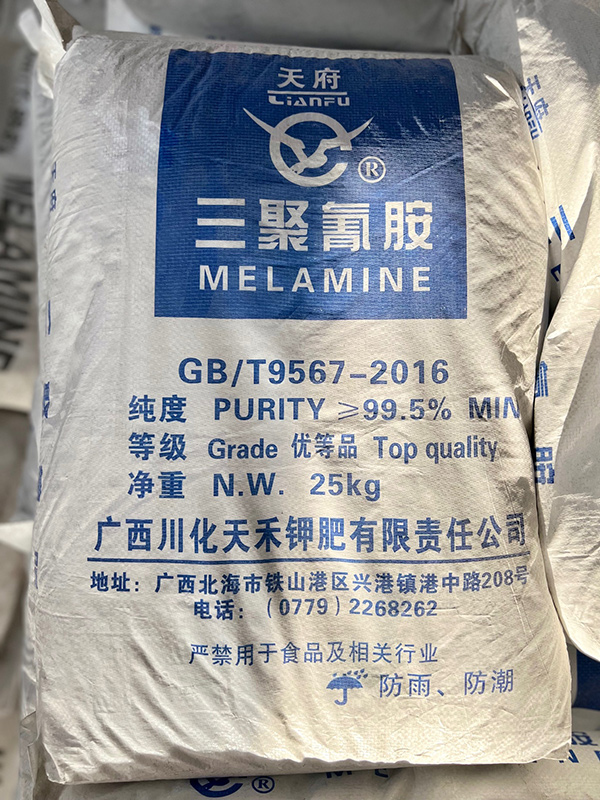 天府
TIANFU
®
三聚氰胺
MELAMINE
GB/T9567-2016
纯度 PURITY ≥99.5% MIN
等级 Grade 优等品 Top quality
净重 N.W. 25kg
广西川化天禾钾肥有限责任公司
地址：广西北海市铁山港区兴港镇港中路208号
电话：（0779）2268262
严禁用于食品及相关行业
防雨、防潮
天府
TIANFU
MELAMINE
®